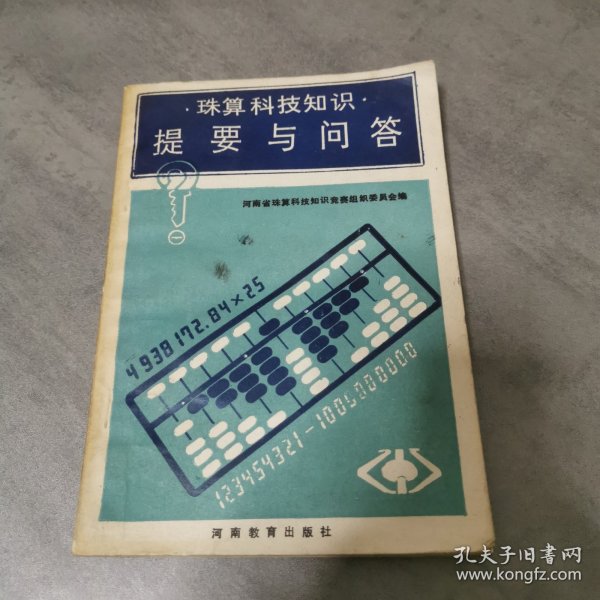 ·珠算科技知识·
提要与问答
河南省珠算科技知识竞赛组织委员会编
4938172.84×25
123454321-1005000000
河南教育出版社
孔夫子旧书网
www.kongfz.com